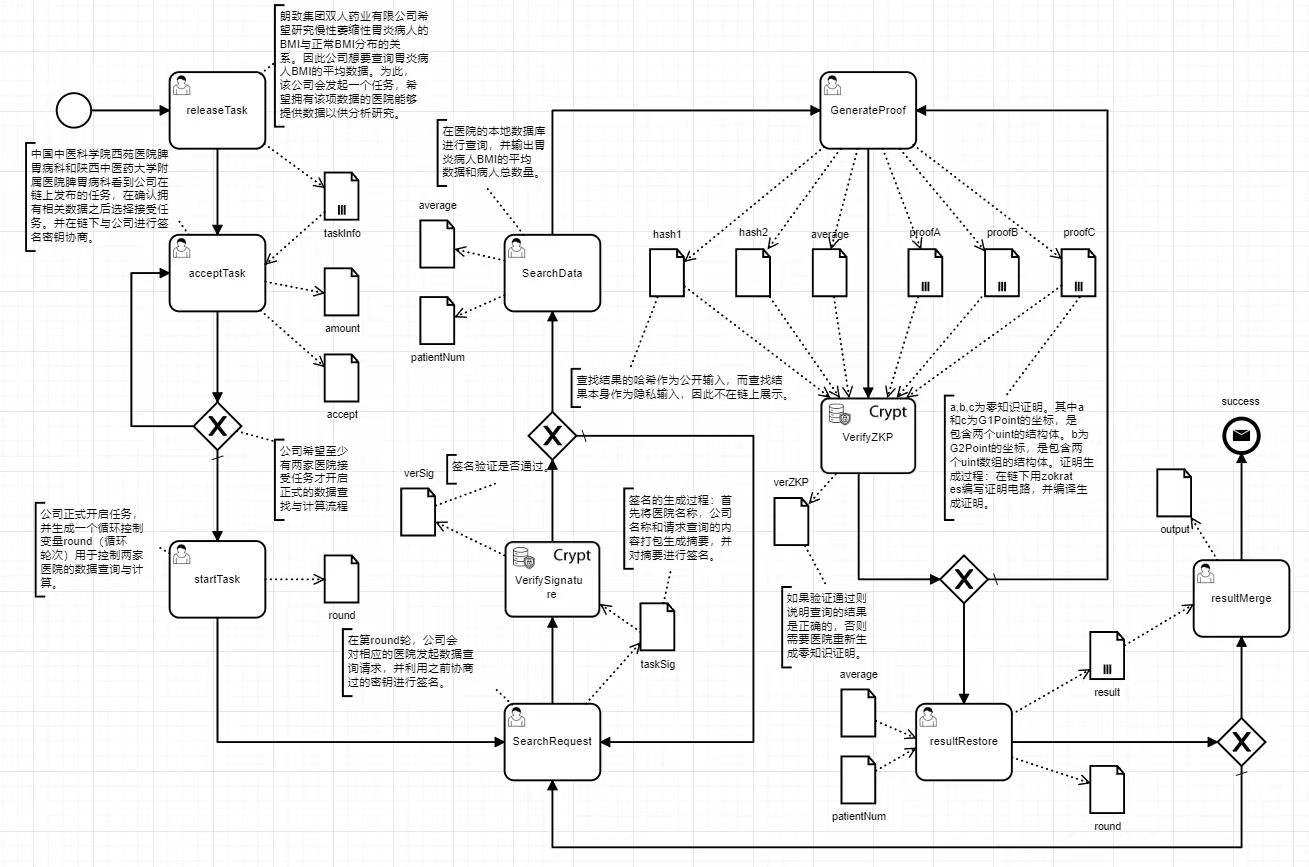 朗致集团双人药业有限公司希
望研究慢性萎缩性胃炎病人的
BMI与正常BMI分布的关
系。因此公司想要查询胃炎病
人BMI的平均数据。为此，
该公司会发起一个任务，希
望拥有该项数据的医院能够
提供数据以供分析研究。
releaseTask
中国中医科学院西苑医院脾
胃病科和陕西中医药大学附
属医院脾胃病科看到公司在
链上发布的任务，在确认拥
有相关数据之后选择接受任
务。并在链下与公司进行签
名密钥协商。
taskInfo
acceptTask
amount
accept
公司希望至少
有两家医院接
受任务才开启
正式的数据查
找与计算流程
公司正式开启任务，
并生成一个循环控制
变量round（循环
轮次）用于控制两家
医院的数据查询与计
算。
startTask
round
在医院的本地数据库
进行查询，并输出胃
炎病人BMI的平均
数据和病人总数量。
average
SearchData
patientNum
签名验证是否通过。
verSig
签名的生成过程：首
先将医院名称，公司
名称和请求查询的内
容打包生成摘要，并
对摘要进行签名。
Crypt
VerifySignatu
re
taskSig
在第round轮，公司会
对相应的医院发起数据查
询请求，并利用之前协商
过的密钥进行签名。
SearchRequest
GenerateProof
hash1
hash2
average
proofA
proofB
proofC
查找结果的哈希作为公开输入，而查找结
果本身作为隐私输入，因此不在链上展示。
Crypt
VerifyZKP
a,b,c为零知识证明。其中a
和c为G1Point的坐标，是
包含两个uint的结构体。b为
G2Point的坐标，是包含两
个uint数组的结构体。证明生
成过程：在链下用zokrat
es编写证明电路，并编译生
成证明。
verZKP
如果验证通过则
说明查询的结果
是正确的，否则
需要医院重新生
成零知识证明。
average
patientNum
resultRestore
result
round
success
output
resultMerge